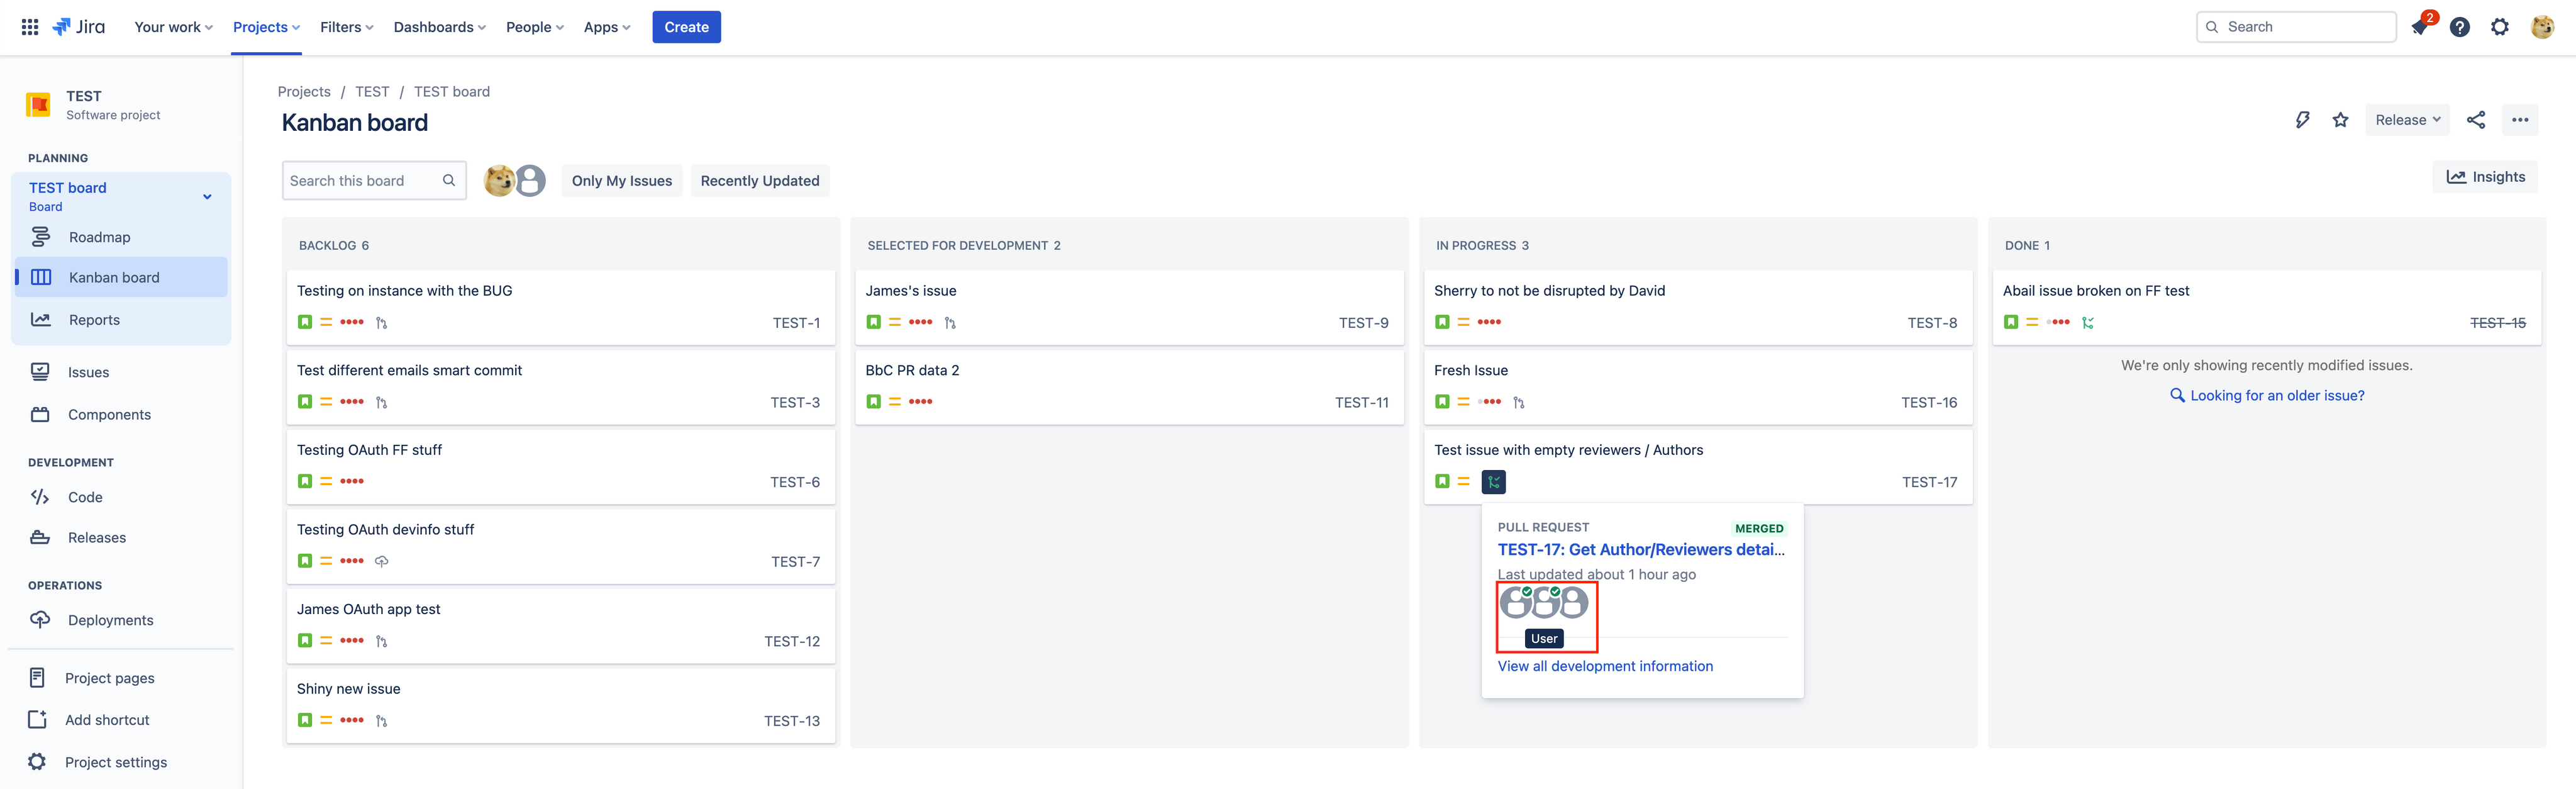 Jira
Your work
Projects
Filters
Dashboards
People
Apps
Create
Search
2
TEST
Software project
PLANNING
TEST board
Board
Roadmap
Kanban board
Reports
Issues
Components
DEVELOPMENT
Code
Releases
OPERATIONS
Deployments
Project pages
Add shortcut
Project settings
Projects / TEST / TEST board
Kanban board
Release
Search this board
Only My Issues
Recently Updated
Insights
BACKLOG 6
Testing on instance with the BUG
TEST-1
Test different emails smart commit
TEST-3
Testing OAuth FF stuff
TEST-6
Testing OAuth devinfo stuff
TEST-7
James OAuth app test
TEST-12
Shiny new issue
TEST-13
SELECTED FOR DEVELOPMENT 2
James's issue
TEST-9
BbC PR data 2
TEST-11
IN PROGRESS 3
Sherry to not be disrupted by David
TEST-8
Fresh Issue
TEST-16
Test issue with empty reviewers / Authors
TEST-17
PULL REQUEST
MERGED
TEST-17: Get Author/Reviewers detai...
Last updated about 1 hour ago
User
View all development information
DONE 1
Abail issue broken on FF test
TEST-15
We're only showing recently modified issues.
Looking for an older issue?